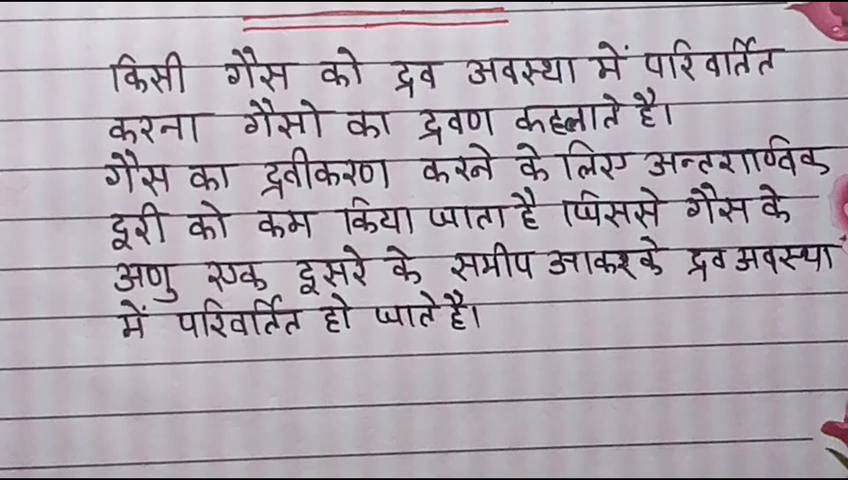 किसी गैस को द्रव अवस्था में परिवर्तित
करना गैसो का द्रवण कहलाते है।
गैस का द्रवीकरण करने के लिए अन्तराण्विक
दूरी को कम किया जाता है जिससे गैस के
अणु एक दूसरे के समीप आकरके द्रव अवस्था
में परिवर्तित हो जाते है।